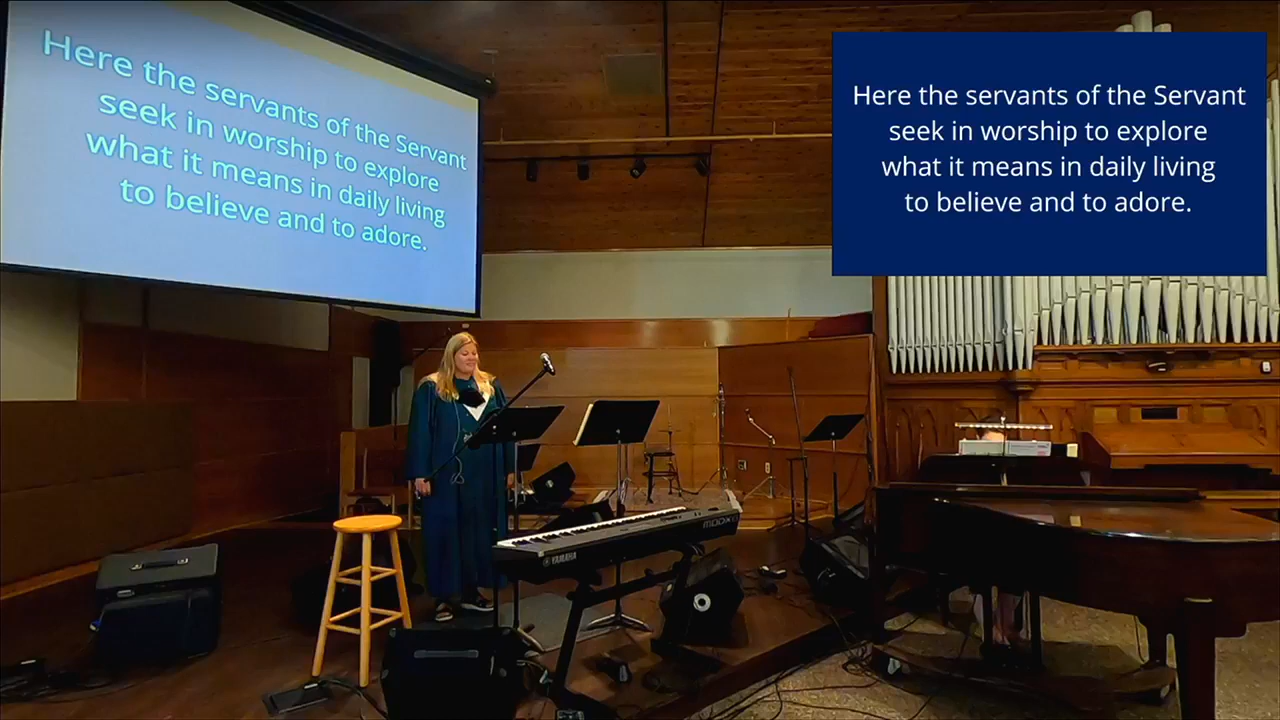 Here the servants of the Servant
seek in worship to explore
what it means in daily living
to believe and to adore.
Here the servants of the Servant
seek in worship to explore
what it means in daily living
to believe and to adore.
YAMAHA